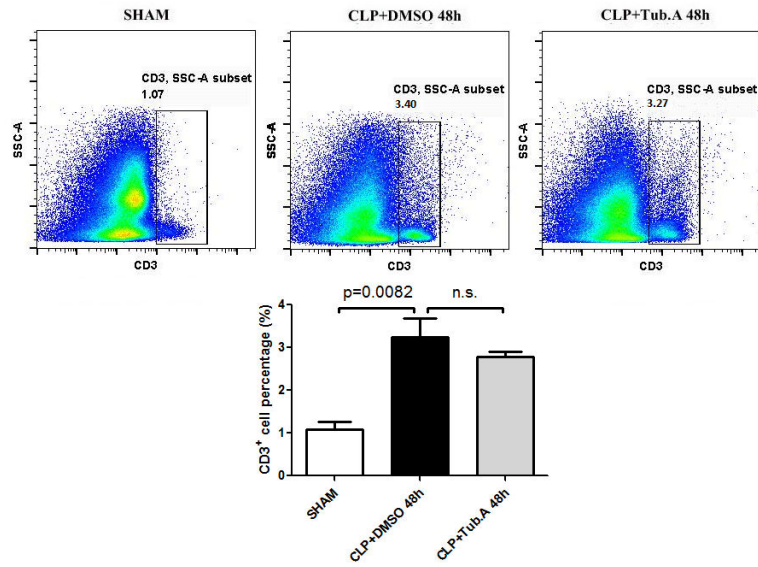 SHAM
CD3, SSC-A subset
1.07
SSC-A
CD3
CLP+DMSO 48h
CD3, SSC-A subset
3.40
SSC-A
CD3
CLP+Tub.A 48h
CD3, SSC-A subset
3.27
SSC-A
CD3
p=0.0082
n.s.
CD3⁺ cell percentage (%)
4
3
2
1
0
SHAM
CLP+DMSO 48h
CLP+Tub.A 48h